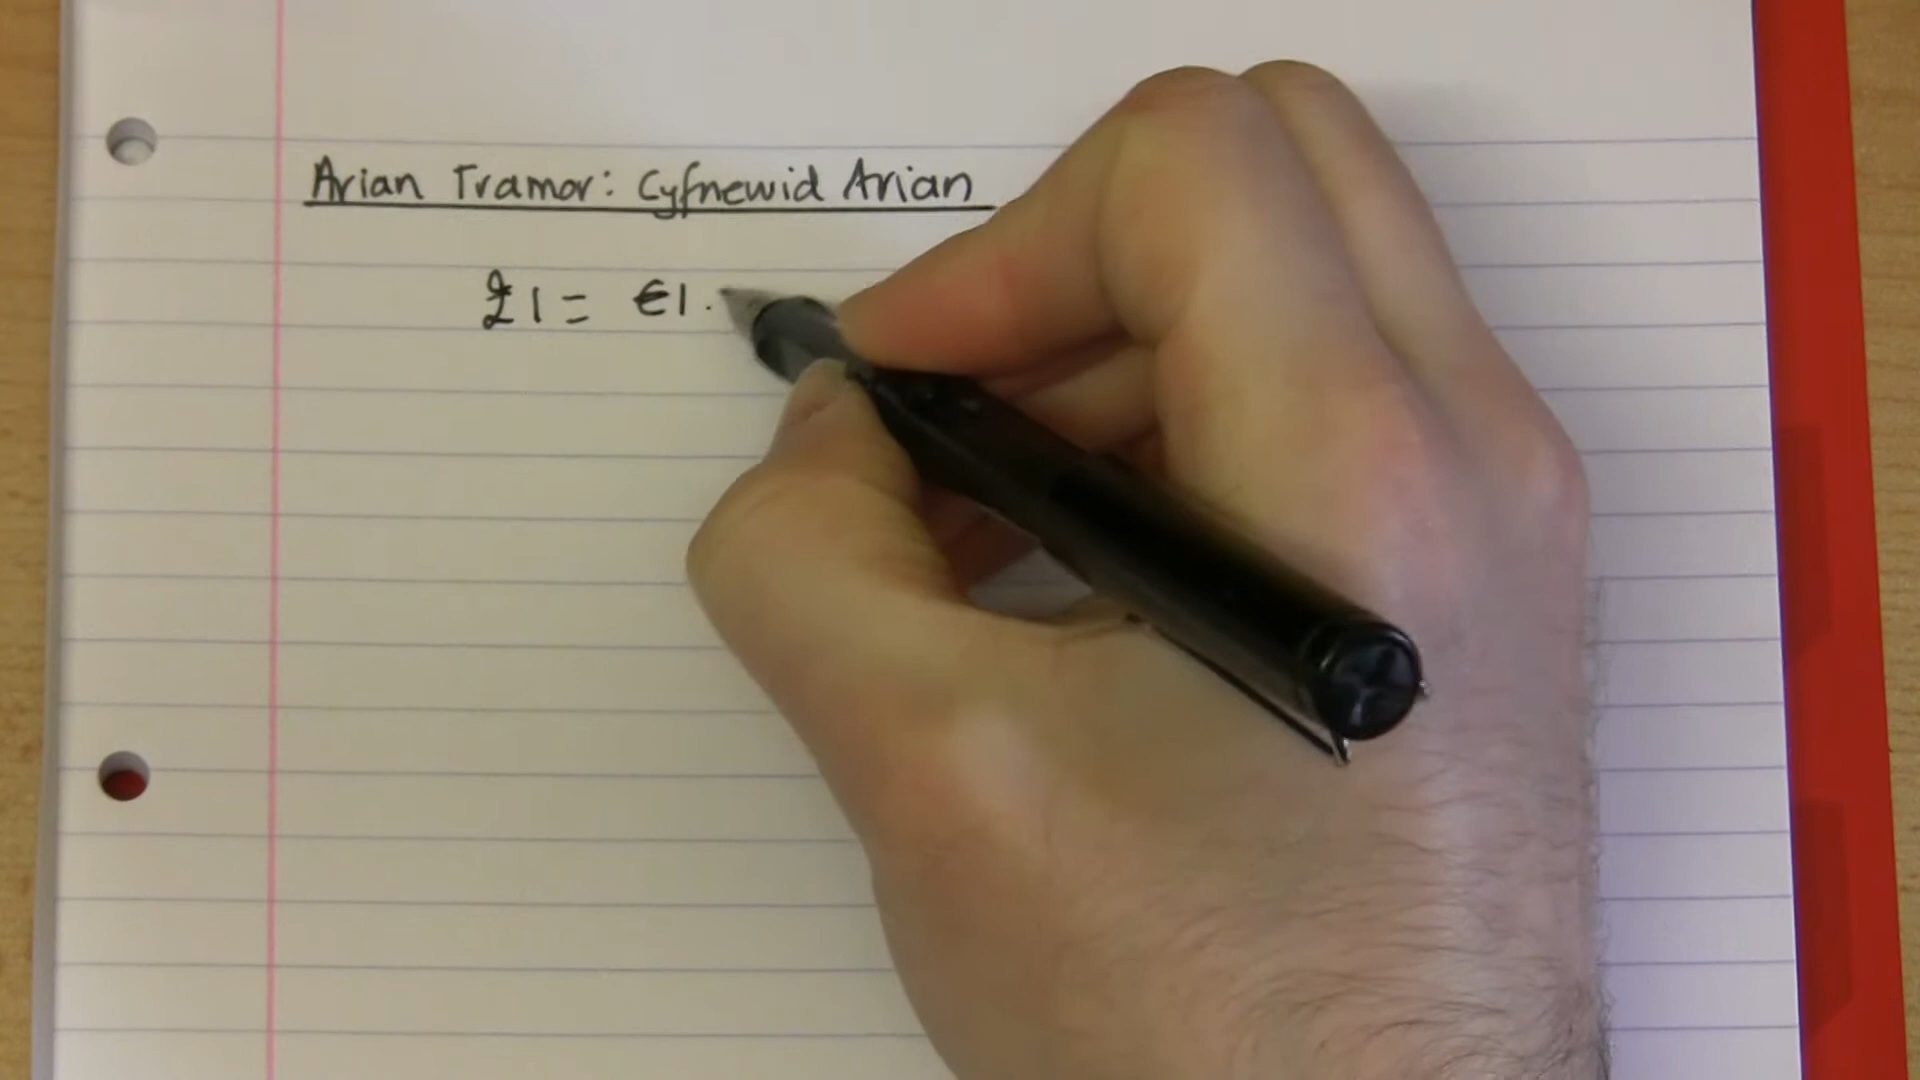 Arian Tramor: Cyfnewid Arian
£1 = €1.